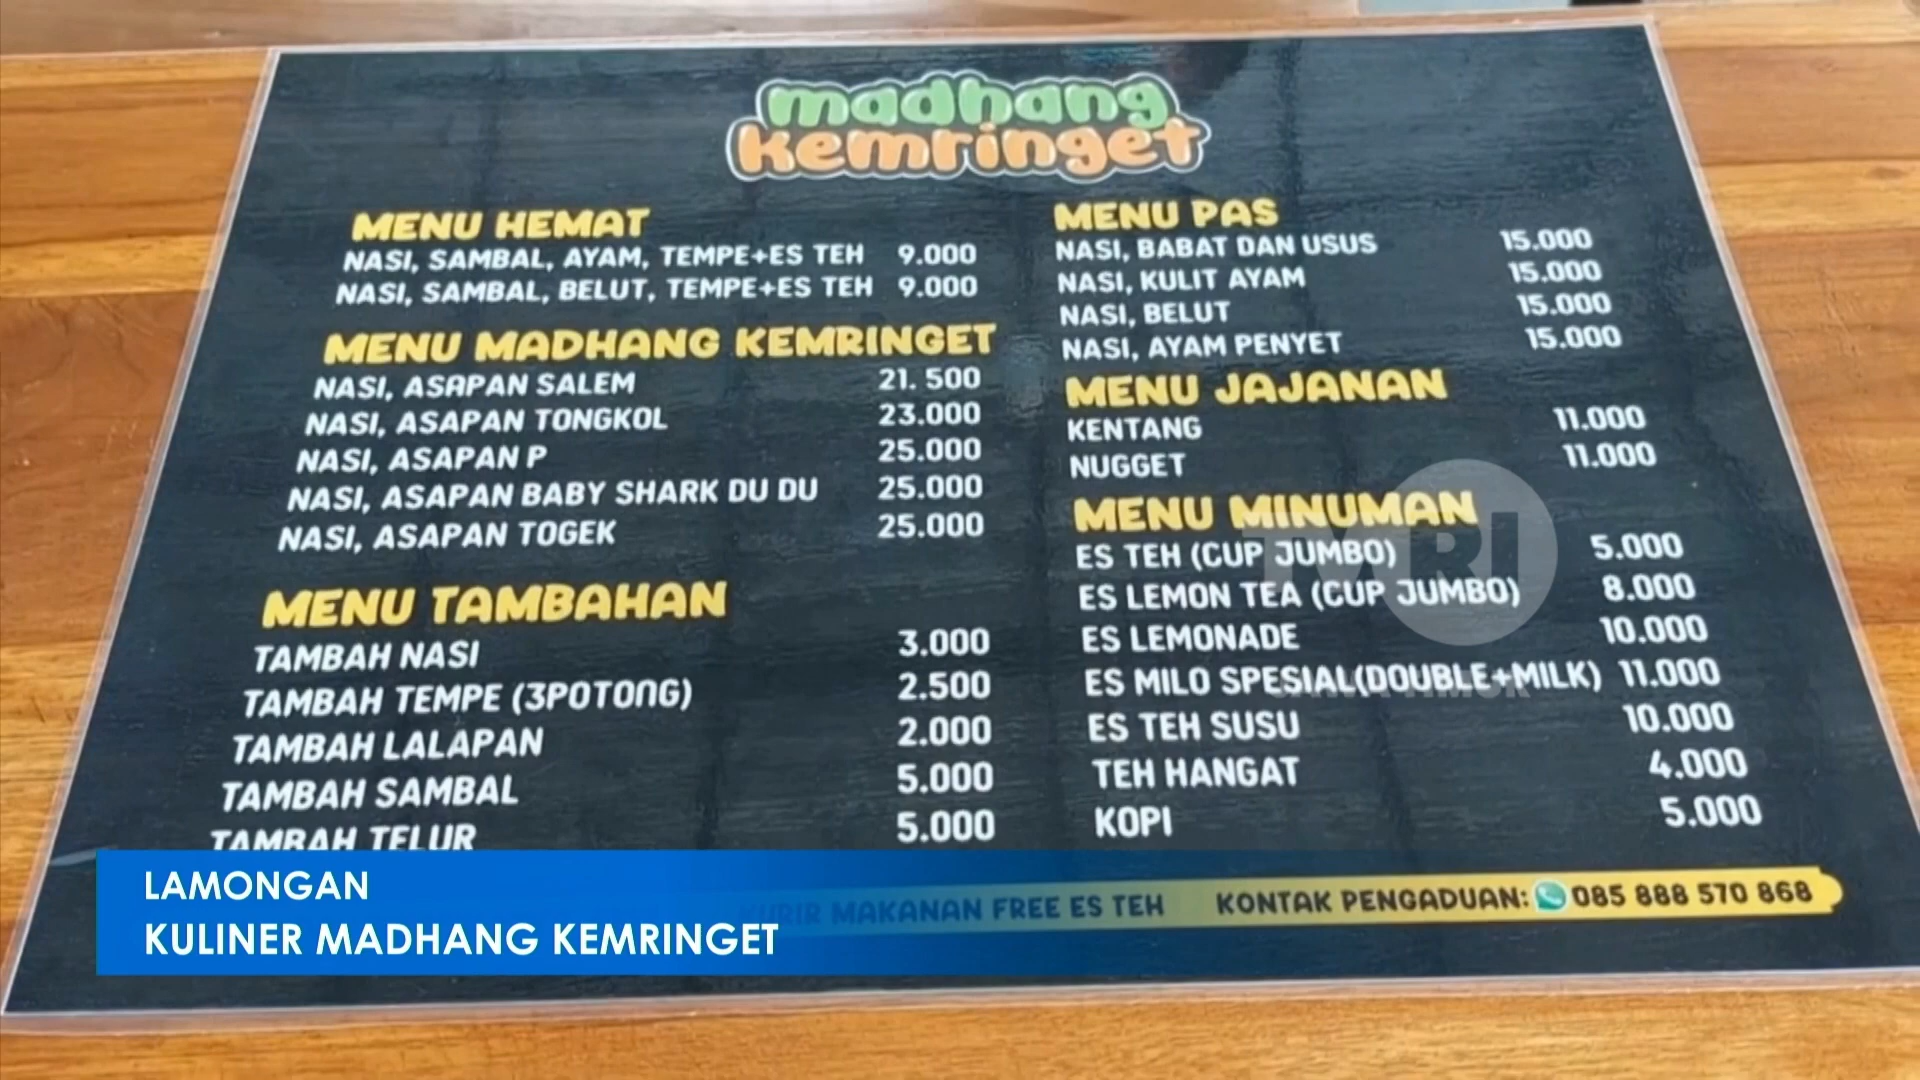 madhang
kemringet
MENU HEMAT
NASI, SAMBAL, AYAM, TEMPE+ES TEH 9.000
NASI, SAMBAL, BELUT, TEMPE+ES TEH 9.000
MENU MADHANG KEMRINGET
NASI, ASAPAN SALEM 21. 500
NASI, ASAPAN TONGKOL 23.000
NASI, ASAPAN P 25.000
NASI, ASAPAN BABY SHARK DU DU 25.000
NASI, ASAPAN TOGEK 25.000
MENU TAMBAHAN
TAMBAH NASI 3.000
TAMBAH TEMPE (3POTONG) 2.500
TAMBAH LALAPAN 2.000
TAMBAH SAMBAL 5.000
TAMBAH TELUR 5.000
MENU PAS
NASI, BABAT DAN USUS 15.000
NASI, KULIT AYAM 15.000
NASI, BELUT 15.000
NASI, AYAM PENYET 15.000
MENU JAJANAN
KENTANG 11.000
NUGGET 11.000
MENU MINUMAN
ES TEH (CUP JUMBO) 5.000
ES LEMON TEA (CUP JUMBO) 8.000
ES LEMONADE 10.000
ES MILO SPESIAL(DOUBLE+MILK) 11.000
ES TEH SUSU 10.000
TEH HANGAT 4.000
KOPI 5.000
TVRI
KURIR MAKANAN FREE ES TEH KONTAK PENGADUAN: 085 888 570 868
LAMONGAN
KULINER MADHANG KEMRINGET